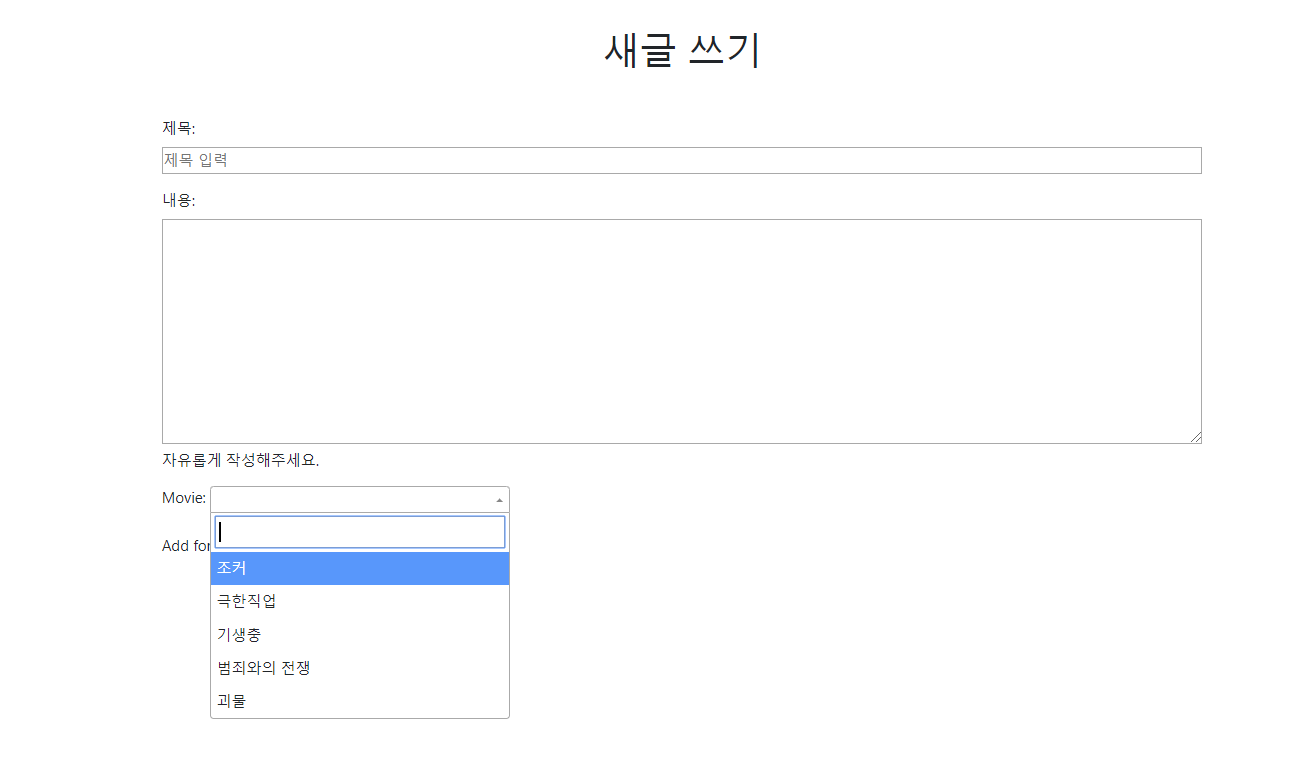 새글 쓰기
제목:
제목 입력
내용:
자유롭게 작성해주세요.
Movie:
Add
조커
극한직업
기생충
범죄와의 전쟁
괴물